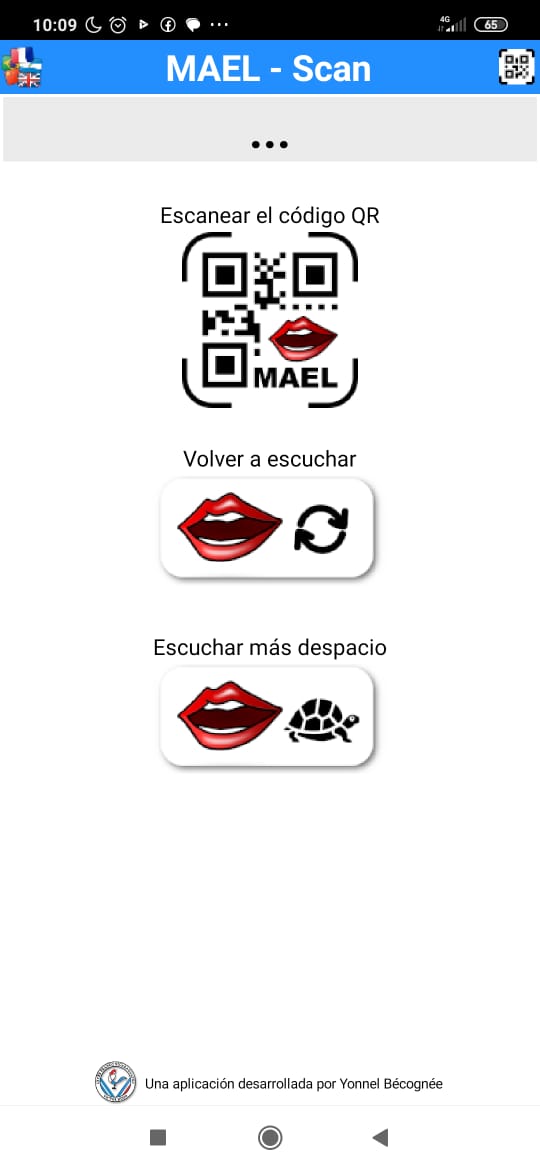 10:09
4G
65
MAEL - Scan
•••
Escanear el código QR
MAEL
Volver a escuchar
Escuchar más despacio
Una aplicación desarrollada por Yonnel Bécognée